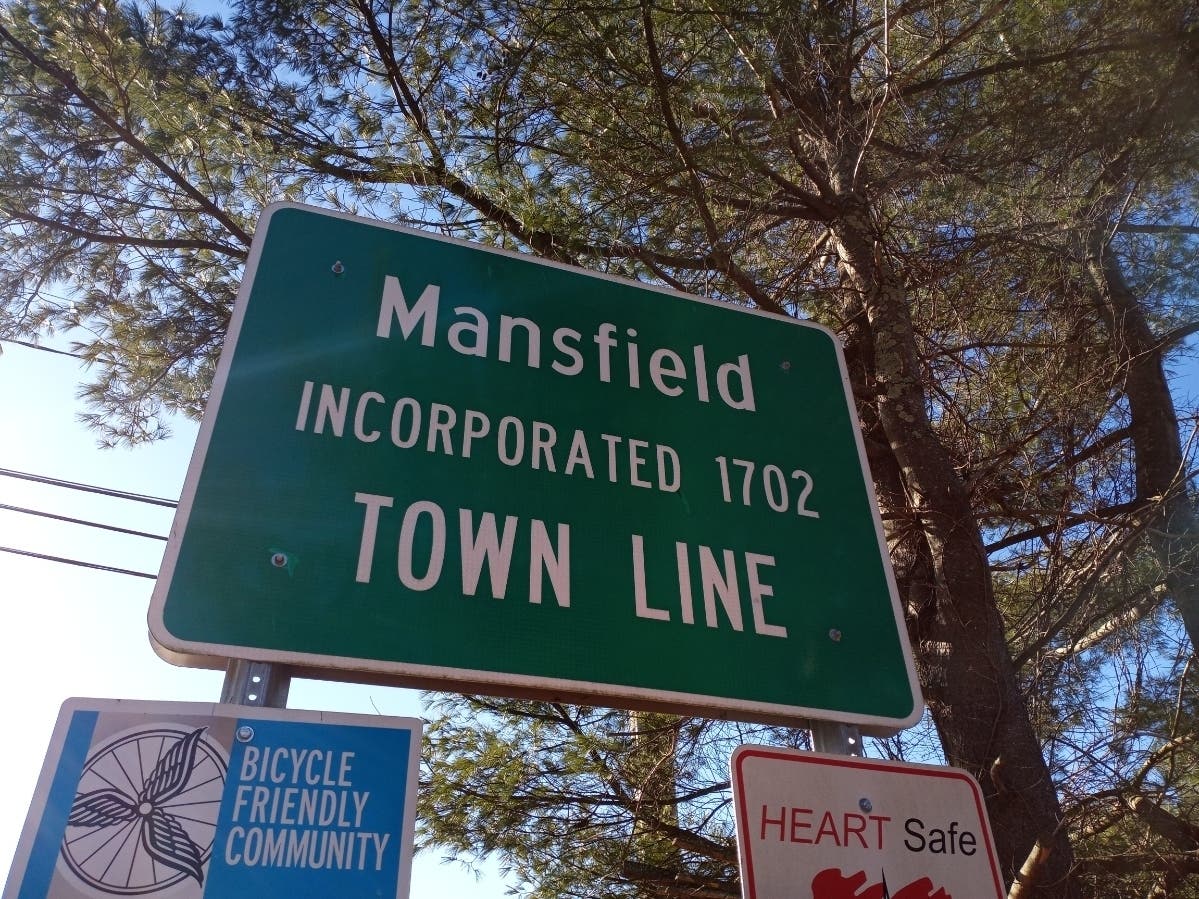 Mansfield
INCORPORATED 1702
TOWN LINE
BICYCLE
FRIENDLY
COMMUNITY
HEART Safe